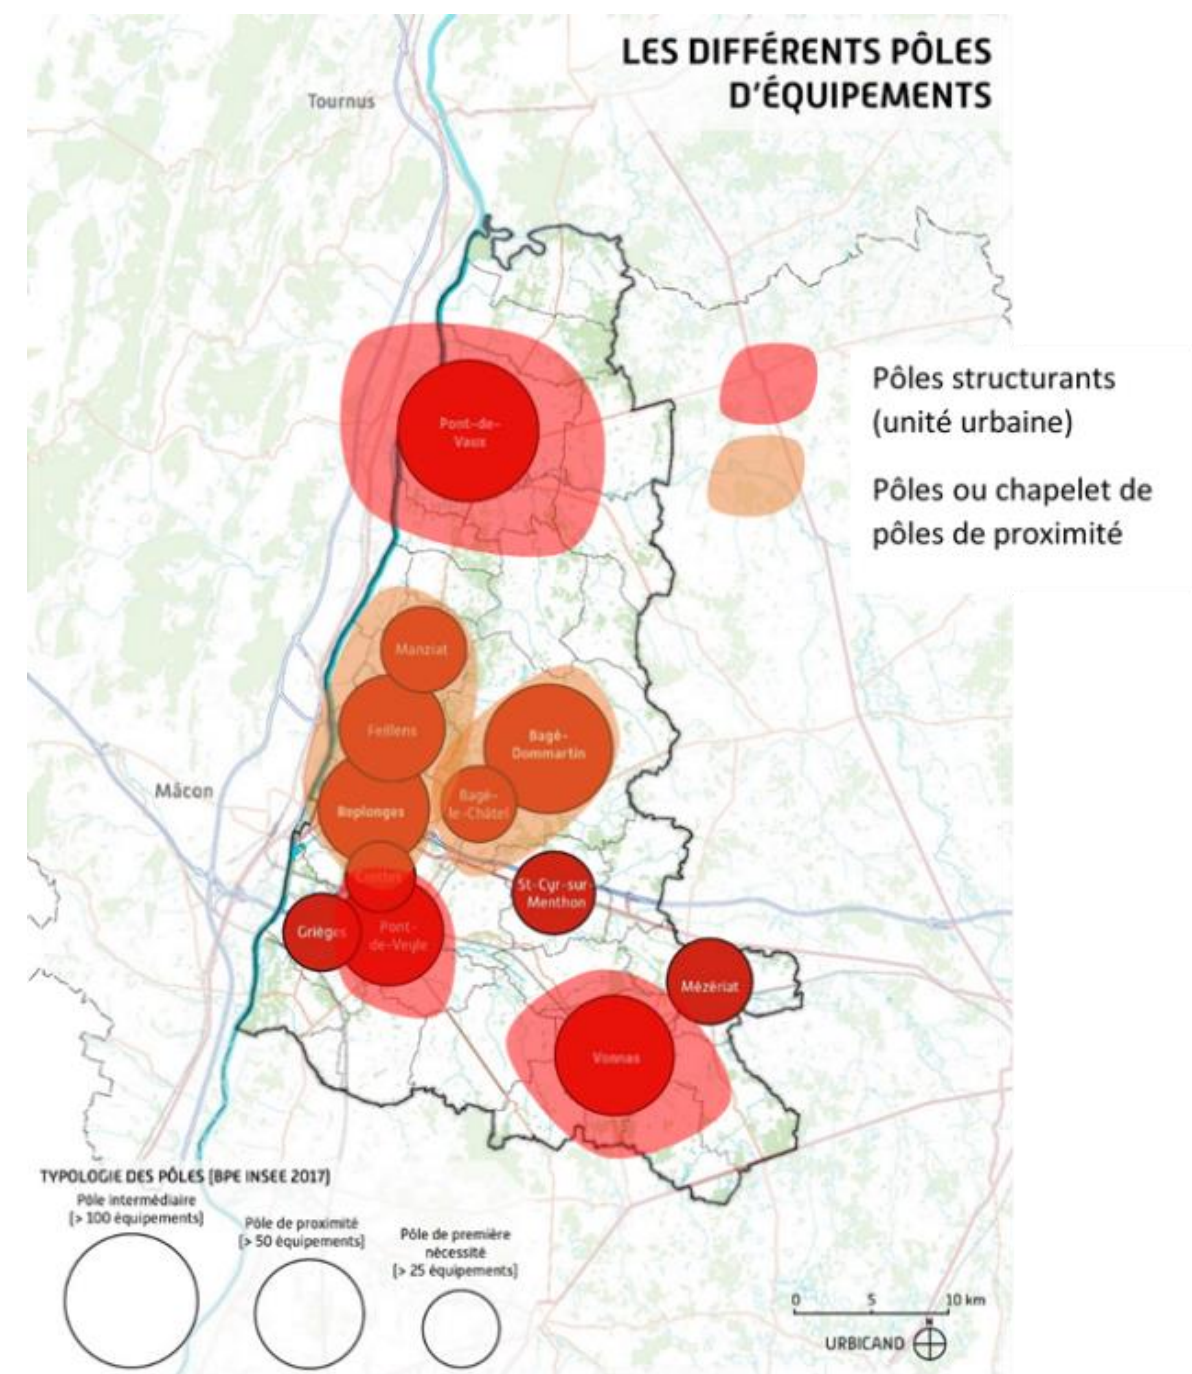 LES DIFFÉRENTS PÔLES
D'ÉQUIPEMENTS
Tournus
Pôles structurants
(unité urbaine)
Pôles ou chapelet de
pôles de proximité
Pont-de-
Vaux
Manziat
Feillens
Bagé-
Dommartin
Mâcon
Bagé-
le-Châtel
Replonges
St-Cyr-sur-
Menthon
Grièges
Pont-
de-Veyle
Mézériat
Vonnas
TYPOLOGIE DES PÔLES (BPE INSEE 2017)
Pôle intermédiaire
(> 100 équipements)
Pôle de proximité
(> 50 équipements)
Pôle de première
nécessité
(> 25 équipements)
0 5 10 km
N
URBICAND